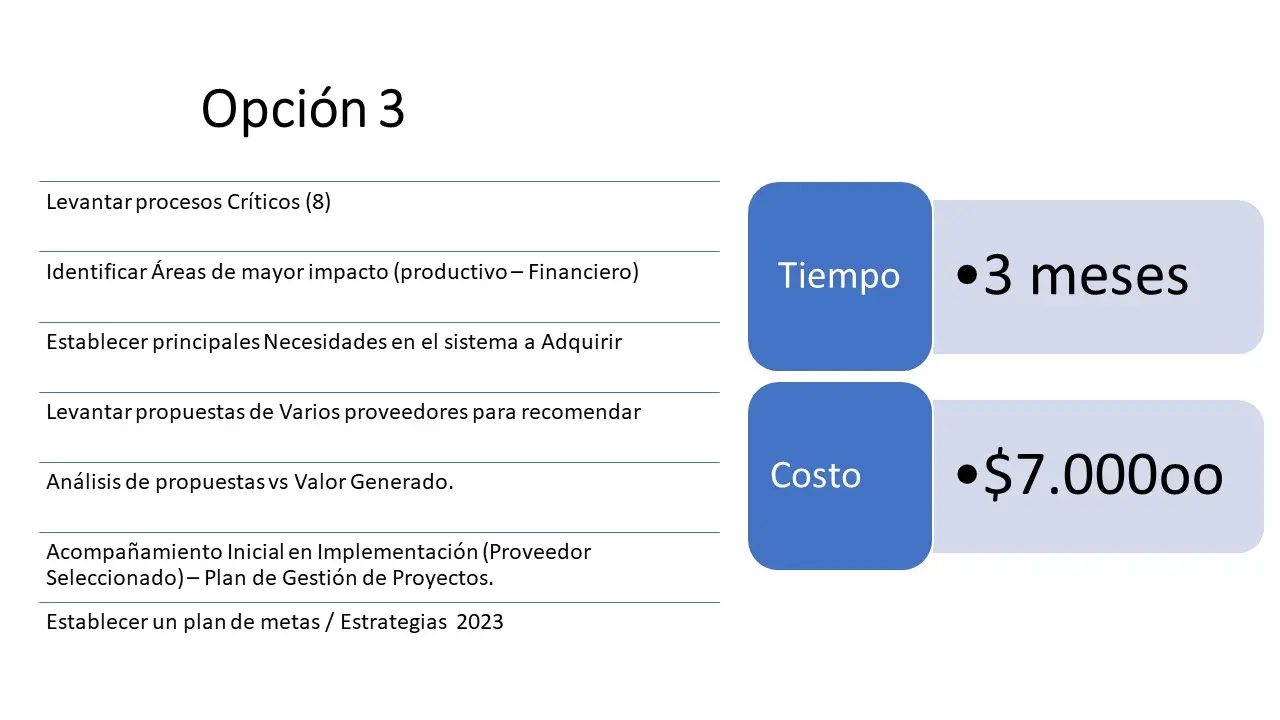 Opción 3
Levantar procesos Críticos (8)
Identificar Áreas de mayor impacto (productivo – Financiero)
Establecer principales Necesidades en el sistema a Adquirir
Levantar propuestas de Varios proveedores para recomendar
Análisis de propuestas vs Valor Generado.
Acompañamiento Inicial en Implementación (Proveedor
Seleccionado) – Plan de Gestión de Proyectos.
Establecer un plan de metas / Estrategias 2023
Tiempo
•3 meses
Costo
•$7.000oo